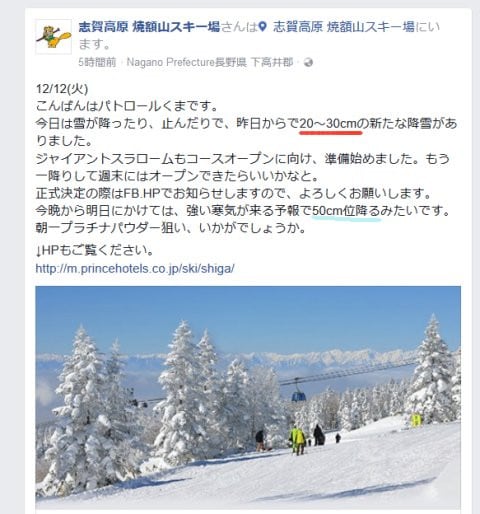 志賀高原 焼額山スキー場さんは 志賀高原 焼額山スキー場にい
ます。
5時間前 · Nagano Prefecture長野県 下高井郡 ·
12/12(火)
こんばんはパトロールくまです。
今日は雪が降ったり、止んだりで、昨日からで20〜30cmの新たな降雪があ
りました。
ジャイアントスラロームもコースオープンに向け、準備始めました。もう
一降りして週末にはオープンできたらいいかなと。
正式決定の際はFB.HPでお知らせしますので、よろしくお願いします。
今晩から明日にかけては、強い寒気が来る予報で50cm位降るみたいです。
朝一プラチナパウダー狙い、いかがでしょうか。
↓HPもご覧ください。
http://m.princehotels.co.jp/ski/shiga/